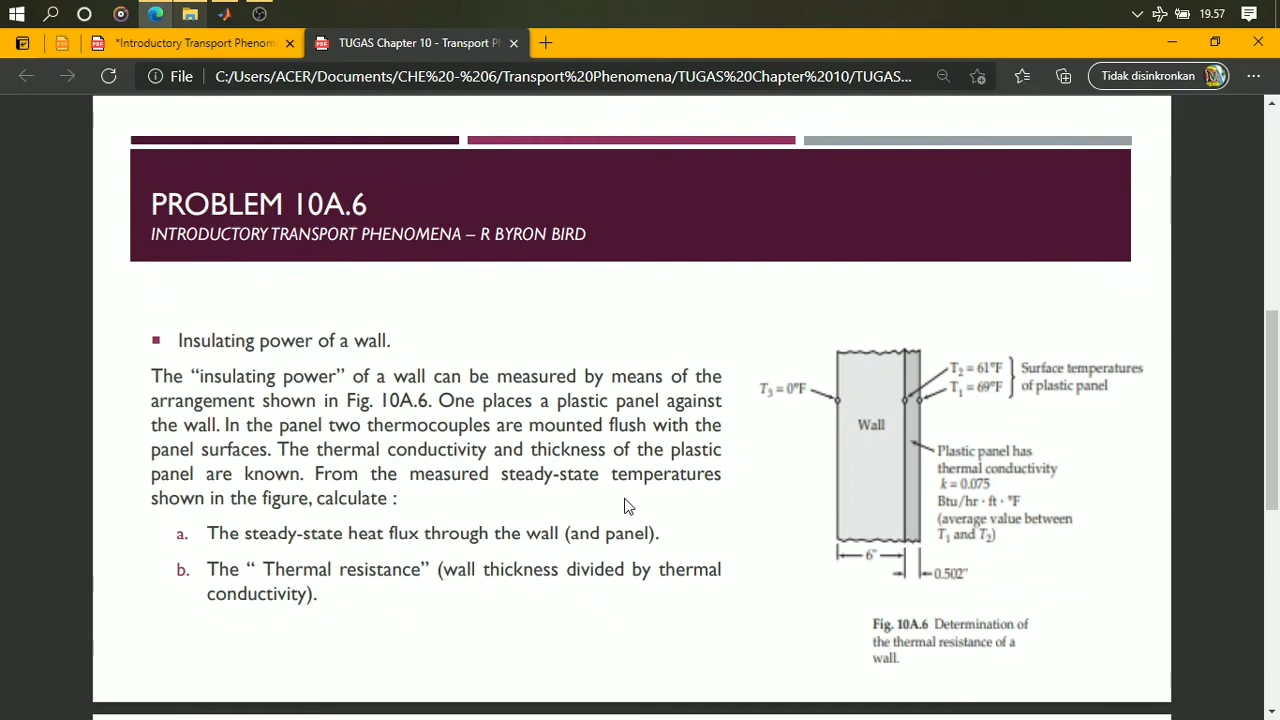 19.57
*Introductory Transport Phenom
TUGAS Chapter 10 - Transport P
File
C:/Users/ACER/Documents/CHE%20-%206/Transport%20Phenomena/TUGAS%20Chapter%2010/TUGAS...
Tidak disinkronkan
PROBLEM 10A.6
INTRODUCTORY TRANSPORT PHENOMENA – R BYRON BIRD
Insulating power of a wall.
The “insulating power” of a wall can be measured by means of the
arrangement shown in Fig. 10A.6. One places a plastic panel against
the wall. In the panel two thermocouples are mounted flush with the
panel surfaces. The thermal conductivity and thickness of the plastic
panel are known. From the measured steady-state temperatures
shown in the figure, calculate :
a. The steady-state heat flux through the wall (and panel).
b. The “ Thermal resistance” (wall thickness divided by thermal
conductivity).
T₃ = 0°F
T₂ = 61°F
T₁ = 69°F
Surface temperatures
of plastic panel
Wall
Plastic panel has
thermal conductivity
k = 0.075
Btu/hr · ft · °F
(average value between
T₁ and T₂)
6"
0.502"
Fig. 10A.6 Determination of
the thermal resistance of a
wall.